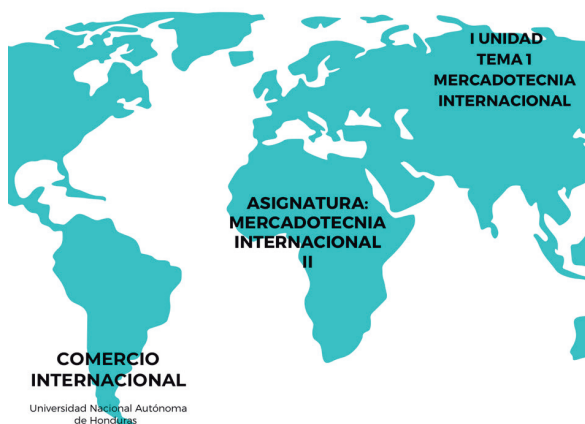 I UNIDAD
TEMA 1
MERCADOTECNIA
INTERNACIONAL
ASIGNATURA:
MERCADOTECNIA
INTERNACIONAL
II
COMERCIO
INTERNACIONAL
Universidad Nacional Autónoma
de Honduras